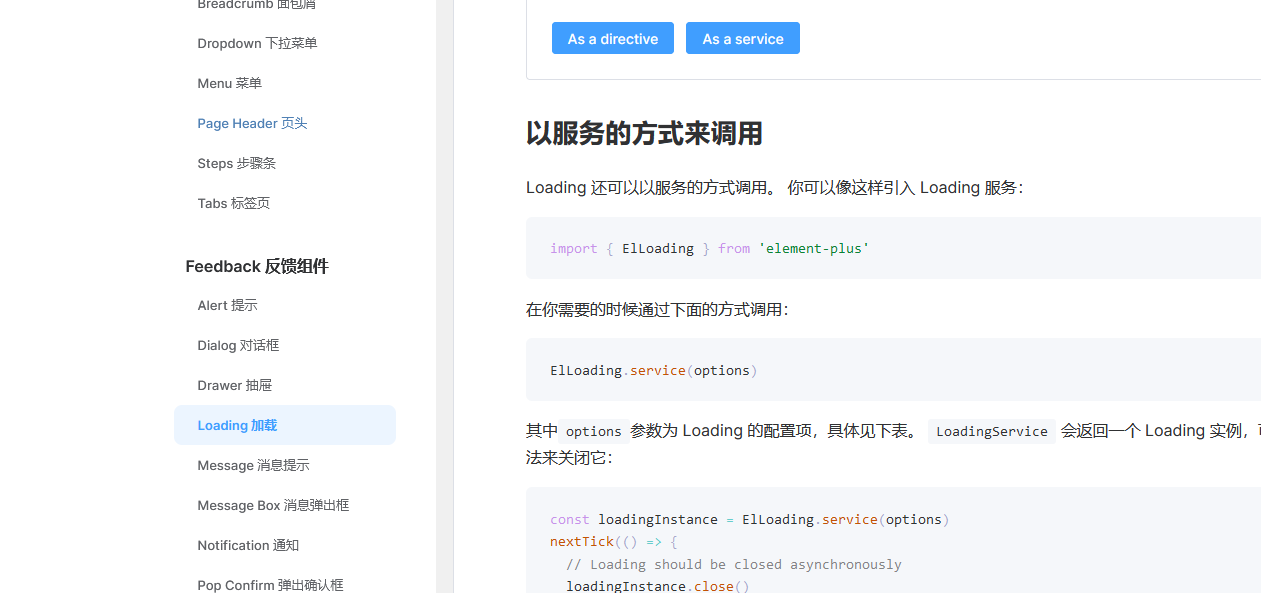 Breadcrumb 面包屑
Dropdown 下拉菜单
Menu 菜单
Page Header 页头
Steps 步骤条
Tabs 标签页
Feedback 反馈组件
Alert 提示
Dialog 对话框
Drawer 抽屉
Loading 加载
Message 消息提示
Message Box 消息弹出框
Notification 通知
Pop Confirm 弹出确认框
As a directive
As a service
以服务的方式来调用
Loading 还可以以服务的方式调用。 你可以像这样引入 Loading 服务：
import { ElLoading } from 'element-plus'
在你需要的时候通过下面的方式调用：
ElLoading.service(options)
其中 options 参数为 Loading 的配置项，具体见下表。 LoadingService 会返回一个 Loading 实例，
法来关闭它：
const loadingInstance = ElLoading.service(options)
nextTick(() => {
// Loading should be closed asynchronously
loadingInstance.close()